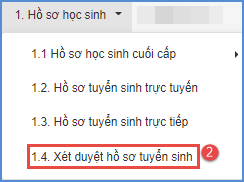 1. Hồ sơ học sinh
1.1 Hồ sơ học sinh cuối cấp
1.2. Hồ sơ tuyển sinh trực tuyến
1.3. Hồ sơ tuyển sinh trực tiếp
1.4. Xét duyệt hồ sơ tuyển sinh 2